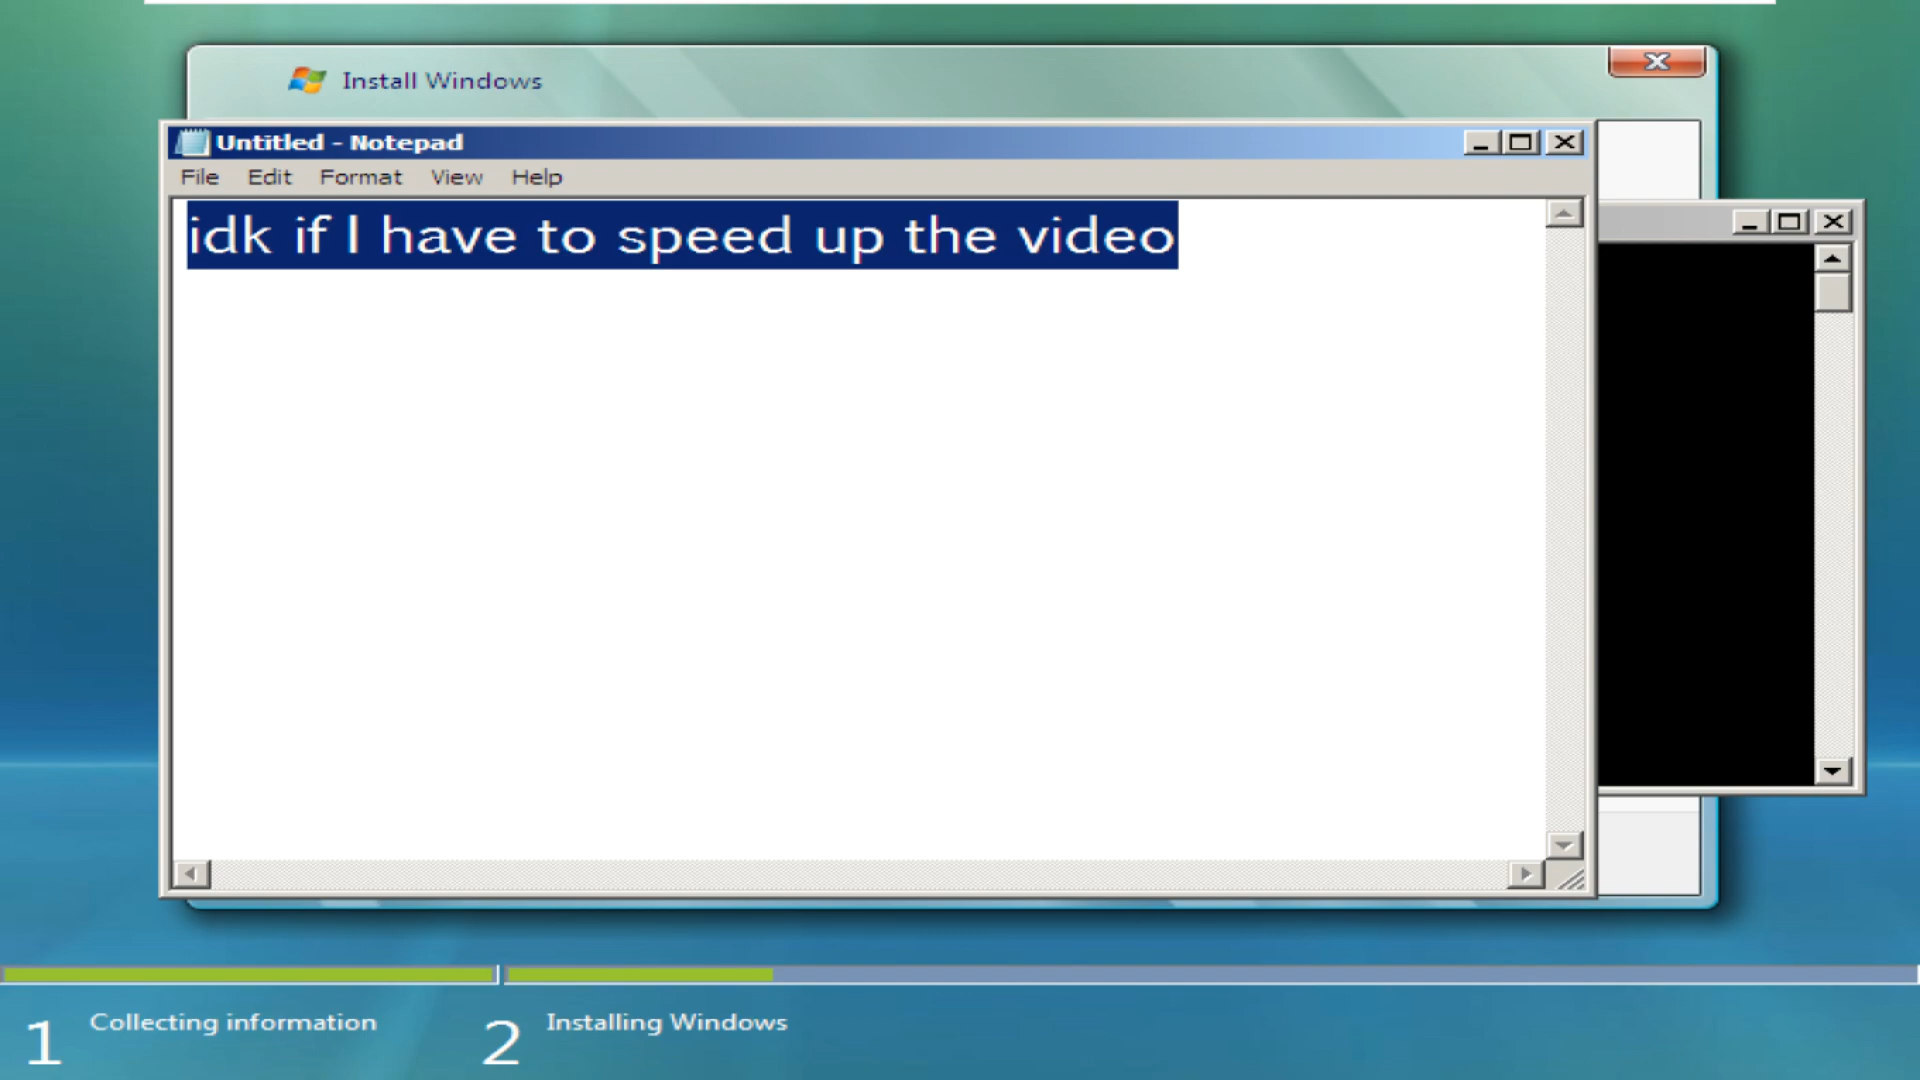 Install Windows
Untitled - Notepad
File Edit Format View Help
idk if I have to speed up the video
1 Collecting information 2 Installing Windows